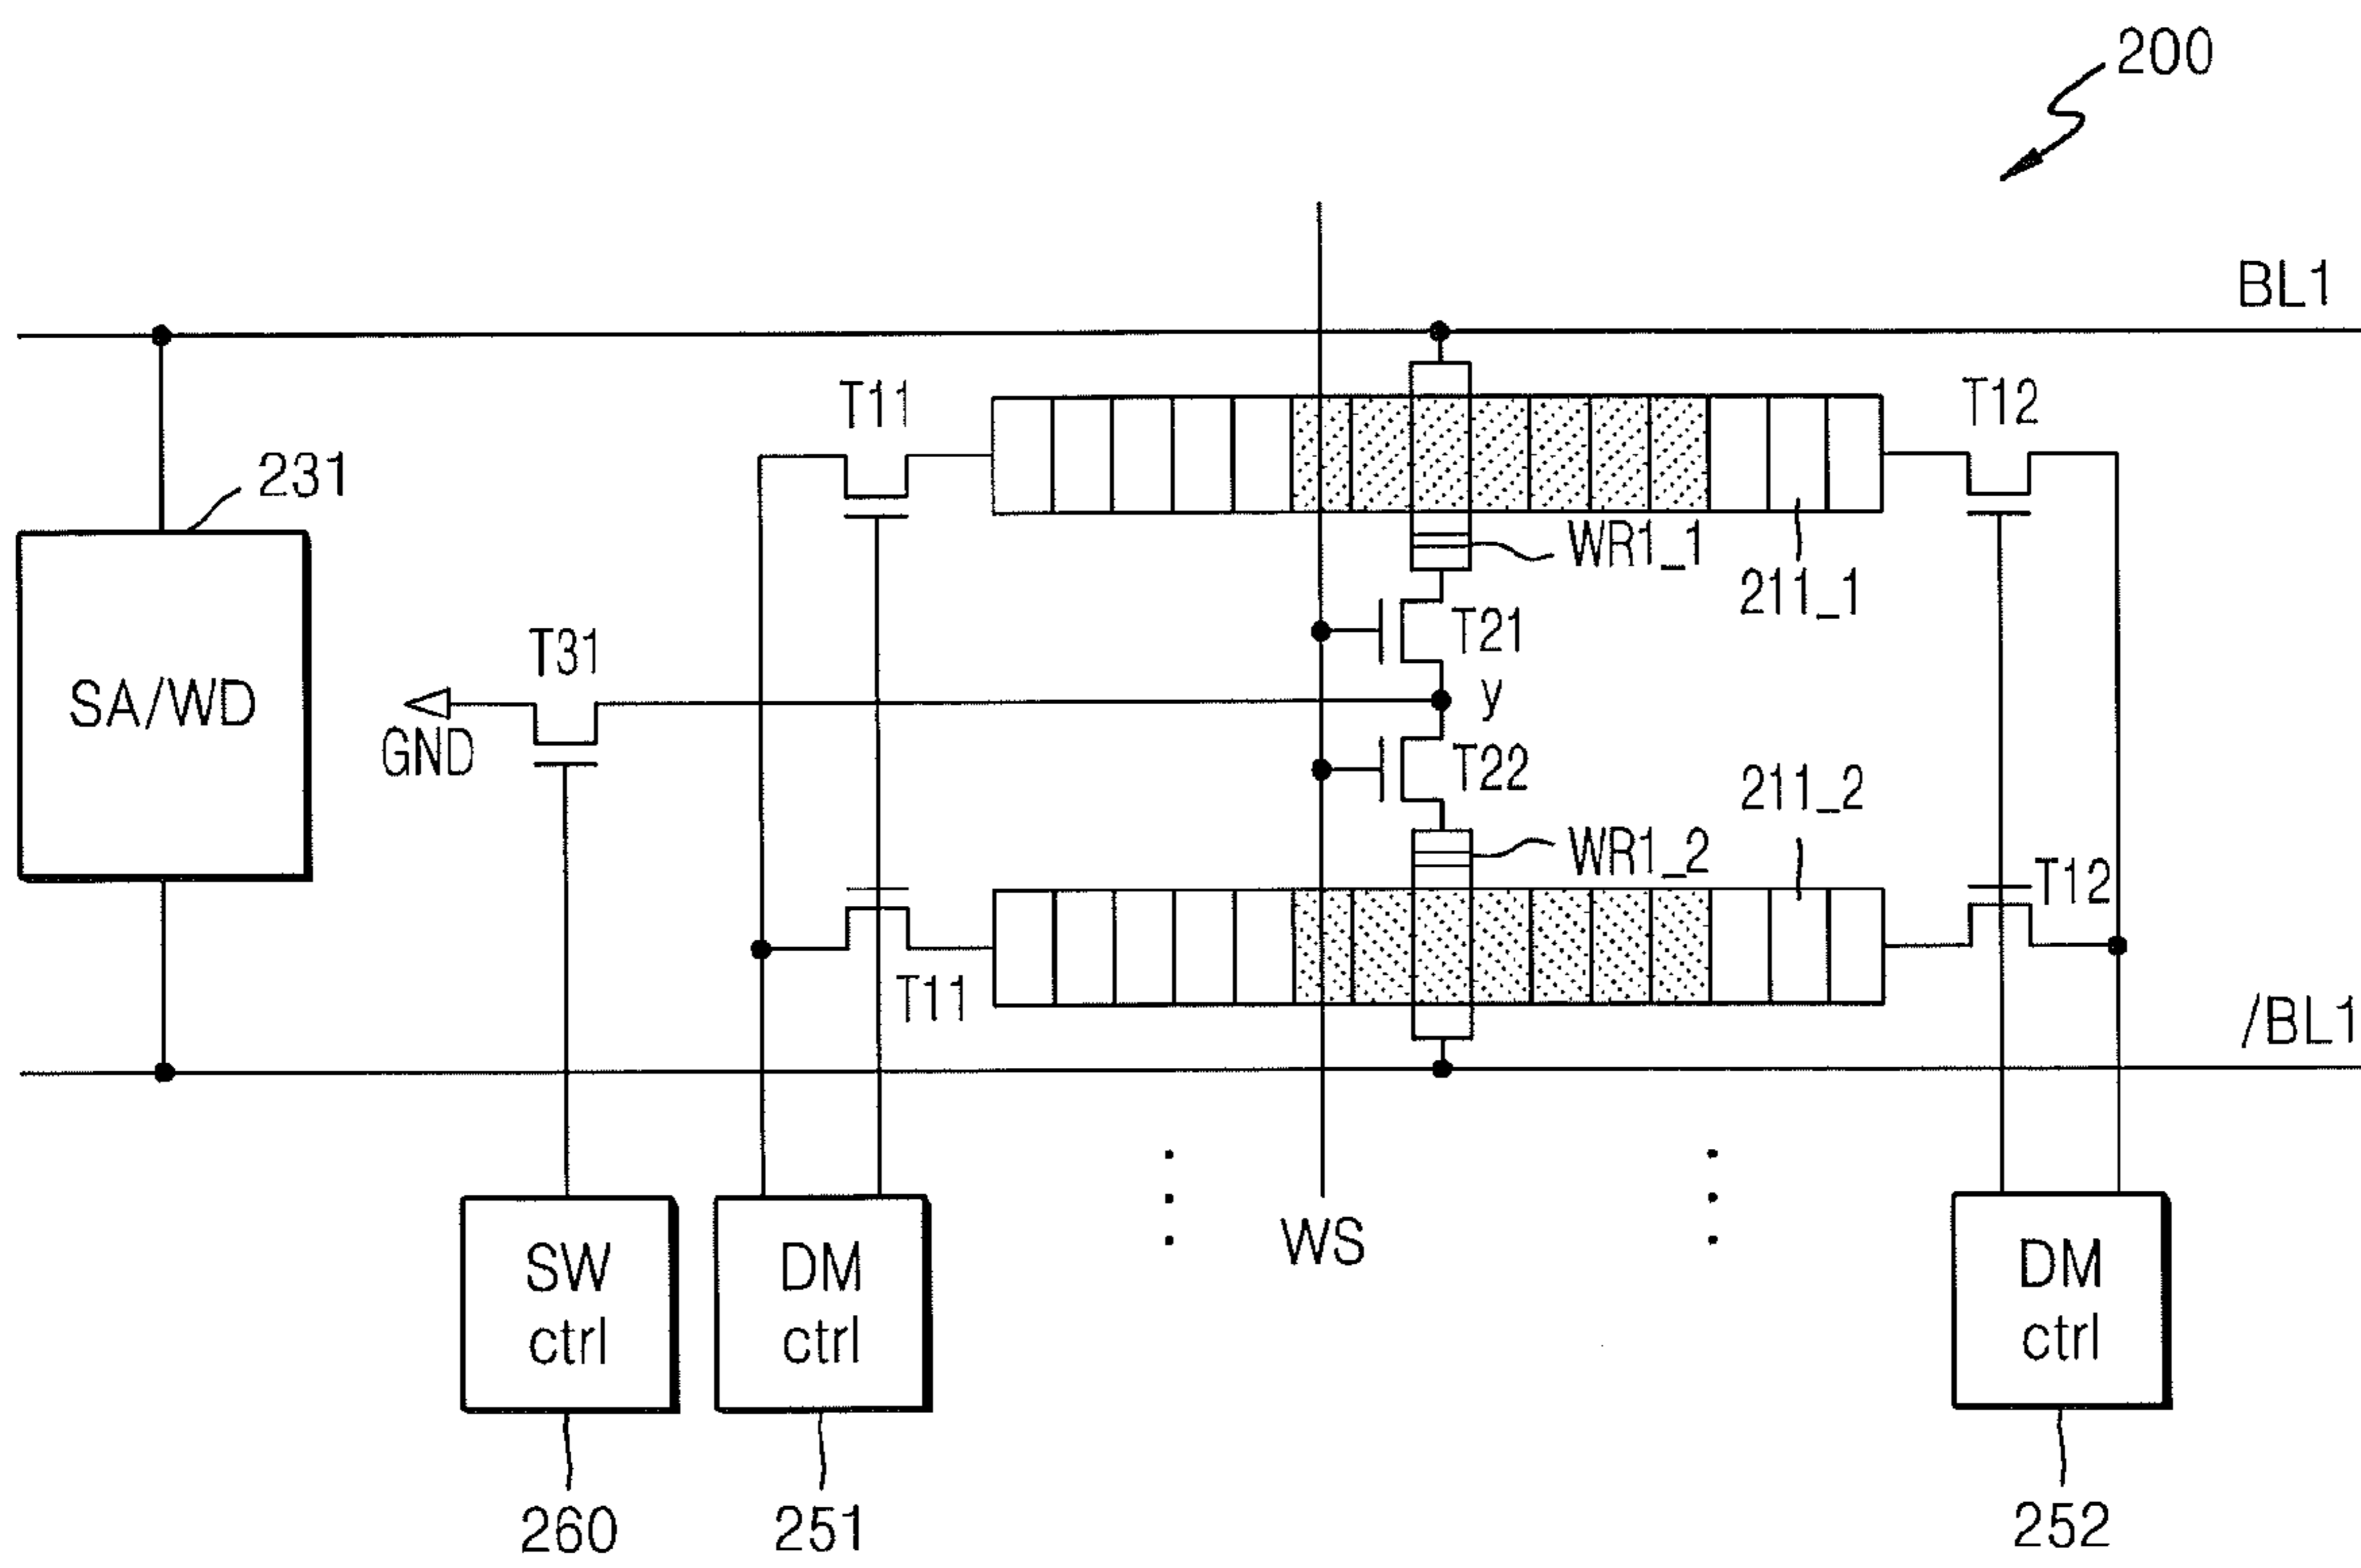 200
BL1
T11
T12
231
WR1_1
211_1
T21
T31
SA/WD
y
GND
T22
211_2
WR1_2
T12
T11
/BL1
WS
SW
ctrl
DM
ctrl
DM
ctrl
260
251
252